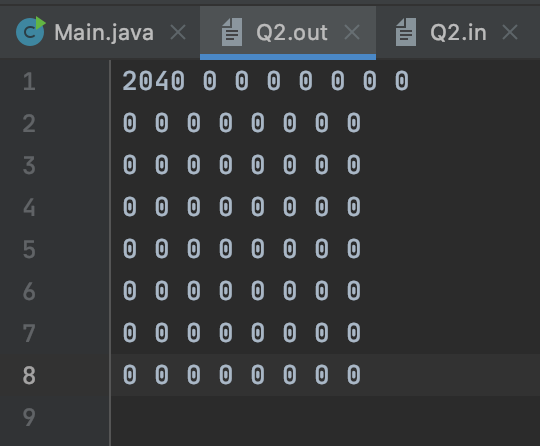 Main.java Q2.out Q2.in
1 2040 0 0 0 0 0 0 0
2 0 0 0 0 0 0 0 0
3 0 0 0 0 0 0 0 0
4 0 0 0 0 0 0 0 0
5 0 0 0 0 0 0 0 0
6 0 0 0 0 0 0 0 0
7 0 0 0 0 0 0 0 0
8 0 0 0 0 0 0 0 0
9